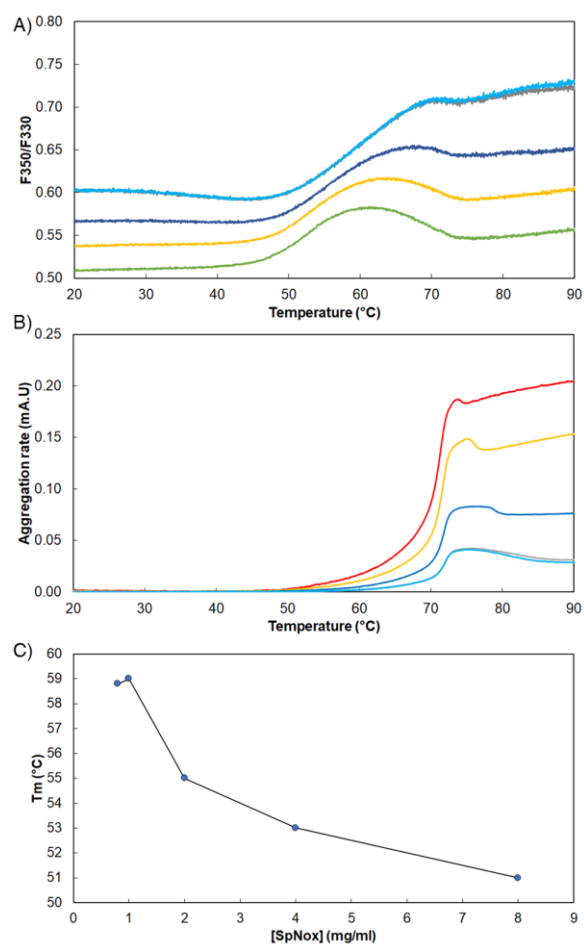 A)
0.80
0.75
0.70
0.65
0.60
0.55
0.50
F350/F330
20 30 40 50 60 70 80 90
Temperature (°C)
B)
0.25
0.20
0.15
0.10
0.05
0.00
Aggregation rate (mA.U)
20 30 40 50 60 70 80 90
Temperature (°C)
C)
60
59
58
57
56
55
54
53
52
51
50
Tm (°C)
0 1 2 3 4 5 6 7 8 9
[SpNox] (mg/ml)